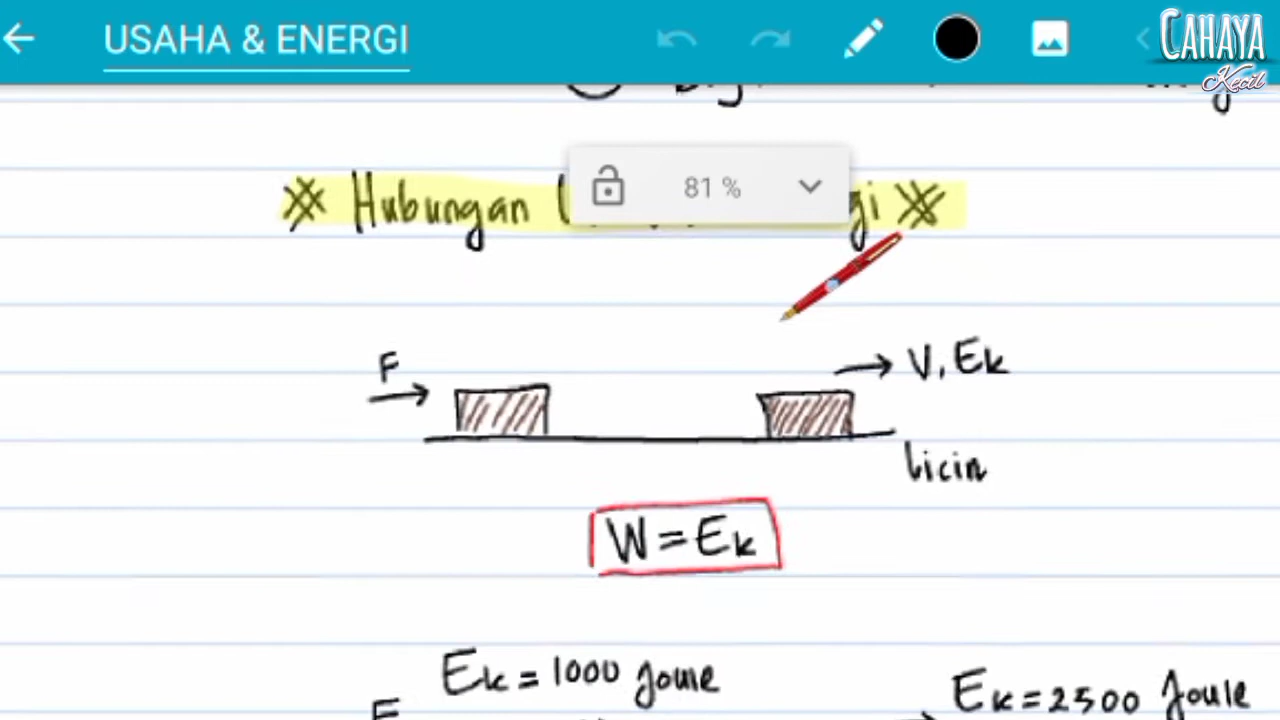 USAHA & ENERGI
CAHAYA
Kecil
※ Hubungan gi ※
81 %
F
V, Ek
licin
W = Ek
Ek = 1000 joule
Ek = 2500 Joule
F